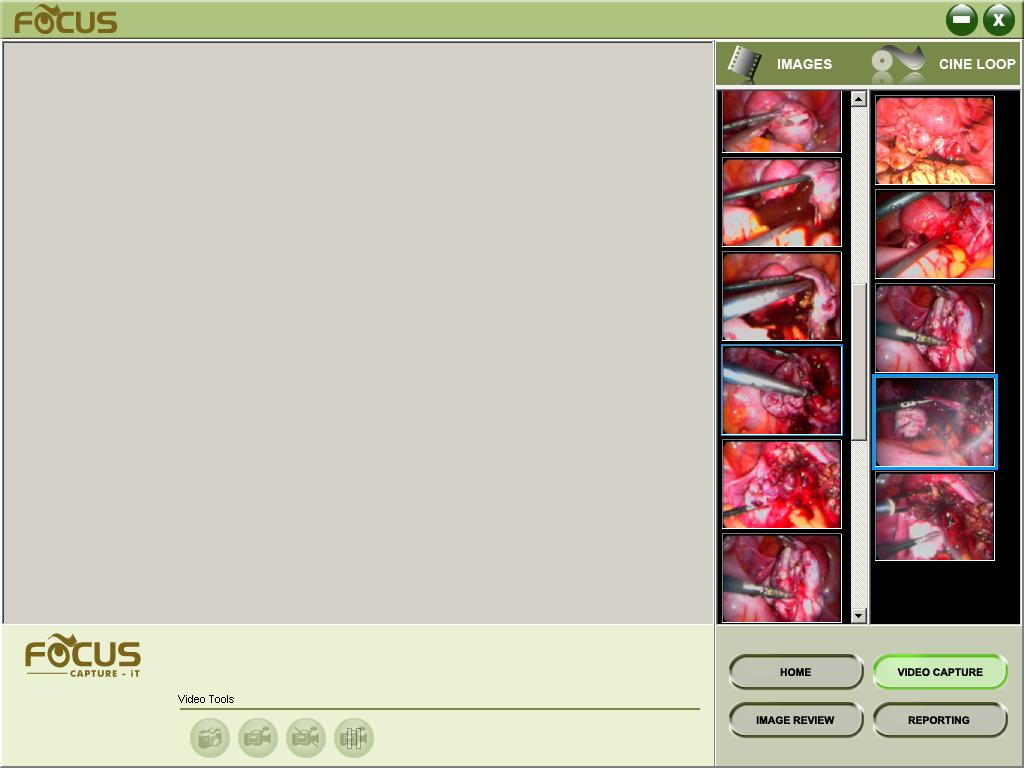 FOCUS
X
IMAGES
CINE LOOP
FOCUS
CAPTURE - iT
Video Tools
HOME
VIDEO CAPTURE
IMAGE REVIEW
REPORTING